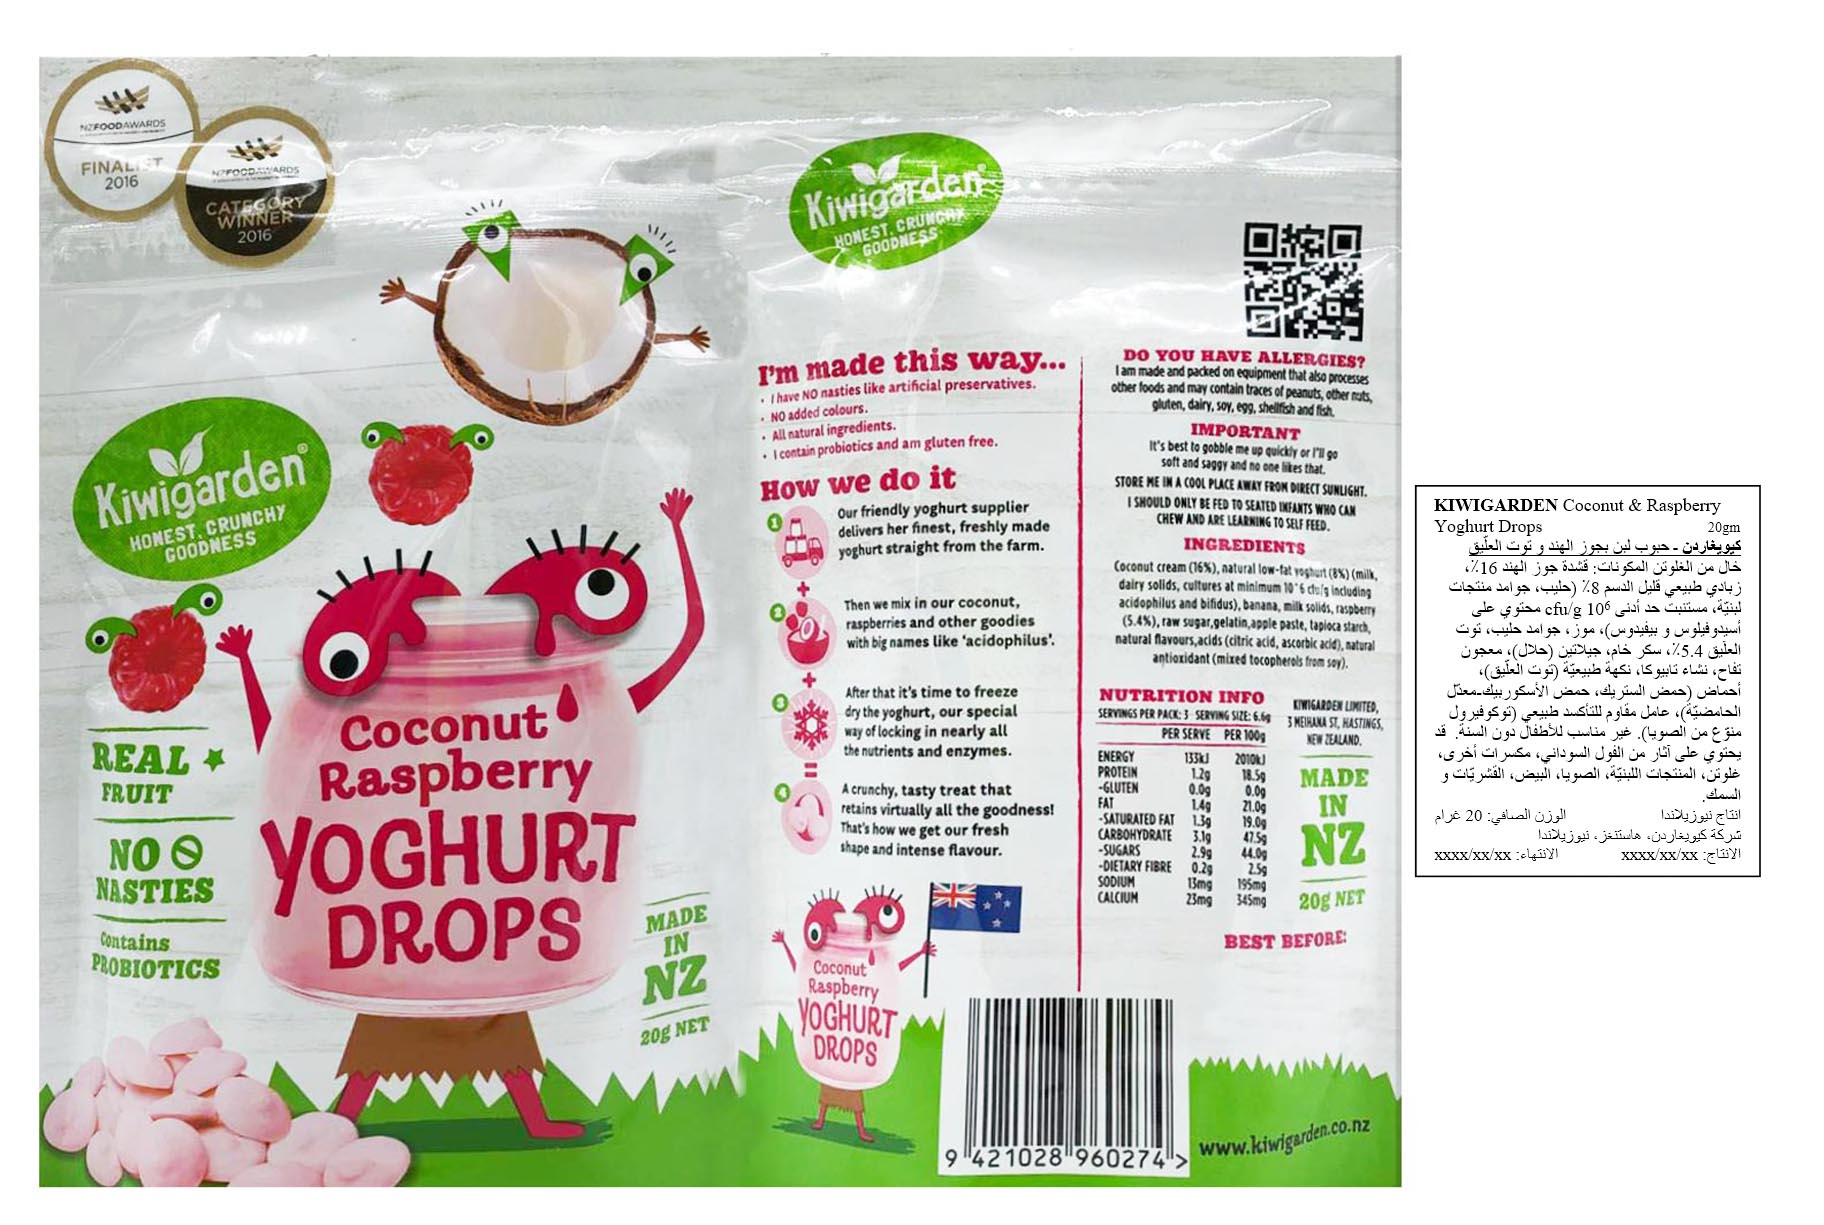 NZFOODAWARDS
FINALIST
2016
NZFOODAWARDS
CATEGORY
WINNER
2016
Kiwigarden®
HONEST, CRUNCHY
GOODNESS
REAL
FRUIT
NO
NASTIES
Contains
PROBIOTICS
Coconut
Raspberry
YOGHURT
DROPS
MADE
IN
NZ
20g NET
Kiwigarden®
HONEST, CRUNCHY
GOODNESS
I'm made this way...
• I have NO nasties like artificial preservatives.
• NO added colours.
• All natural ingredients.
• I contain probiotics and am gluten free.
How we do it
1
Our friendly yoghurt supplier
delivers her finest, freshly made
yoghurt straight from the farm.
+
2
Then we mix in our coconut,
raspberries and other goodies
with big names like 'acidophilus'.
+
3
After that it's time to freeze
dry the yoghurt, our special
way of locking in nearly all
the nutrients and enzymes.
=
4
A crunchy, tasty treat that
retains virtually all the goodness!
That's how we get our fresh
shape and intense flavour.
Coconut
Raspberry
YOGHURT
DROPS
DO YOU HAVE ALLERGIES?
I am made and packed on equipment that also processes
other foods and may contain traces of peanuts, other nuts,
gluten, dairy, soy, egg, shellfish and fish.
IMPORTANT
It's best to gobble me up quickly or I'll go
soft and saggy and no one likes that.
STORE ME IN A COOL PLACE AWAY FROM DIRECT SUNLIGHT.
I SHOULD ONLY BE FED TO SEATED INFANTS WHO CAN
CHEW AND ARE LEARNING TO SELF FEED.
INGREDIENTS
Coconut cream (16%), natural low-fat yoghurt (8%) (milk,
dairy solids, cultures at minimum 10^6 cfu/g including
acidophilus and bifidus), banana, milk solids, raspberry
(5.4%), raw sugar,gelatin,apple paste, tapioca starch,
natural flavours,acids (citric acid, ascorbic acid), natural
antioxidant (mixed tocopherols from soy).
NUTRITION INFO
SERVINGS PER PACK: 3 SERVING SIZE: 6.6g
PER SERVE PER 100g
ENERGY 133kJ 2010kJ
PROTEIN 1.2g 18.5g
-GLUTEN 0.0g 0.0g
FAT 1.4g 21.0g
-SATURATED FAT 1.3g 19.0g
CARBOHYDRATE 3.1g 47.5g
-SUGARS 2.9g 44.0g
-DIETARY FIBRE 0.2g 2.5g
SODIUM 13mg 195mg
CALCIUM 23mg 345mg
KIWIGARDEN LIMITED,
3 MEIHANA ST, HASTINGS,
NEW ZEALAND.
MADE
IN
NZ
20g NET
BEST BEFORE:
9 421028 960274 >
www.kiwigarden.co.nz
KIWIGARDEN Coconut & Raspberry
Yoghurt Drops 20gm
كيويغاردن - حبوب لبن بجوز الهند و توت العلّيق
خال من الغلوتن المكونات: قشدة جوز الهند 16٪،
زبادي طبيعي قليل الدسم 8٪ (حليب، جوامد منتجات
لبنيّة، مستنبت حد أدنى 10⁶ cfu/g محتوي على
أسيدوفيلوس و بيفيدوس)، موز، جوامد حليب، توت
العلّيق 5.4٪، سكر خام، جيلاتين (حلال)، معجون
تفاح، نشاء تابيوكا، نكهة طبيعيّة (توت العلّيق)،
أحماض (حمض الستريك، حمض الأسكوربيك-معدّل
الحامضيّة)، عامل مقاوم للتأكسد طبيعي (توكوفيرول
منوّع من الصويا). غير مناسب للأطفال دون السنة. قد
يحتوي على آثار من الفول السوداني، مكسرات أخرى،
غلوتن، المنتجات اللبنيّة، الصويا، البيض، القشريّات و
السمك.
انتاج نيوزيلاندا الوزن الصافي: 20 غرام
شركة كيويغاردن، هاستنغز، نيوزيلاندا
الانتاج: xxxx/xx/xx الانتهاء: xxxx/xx/xx